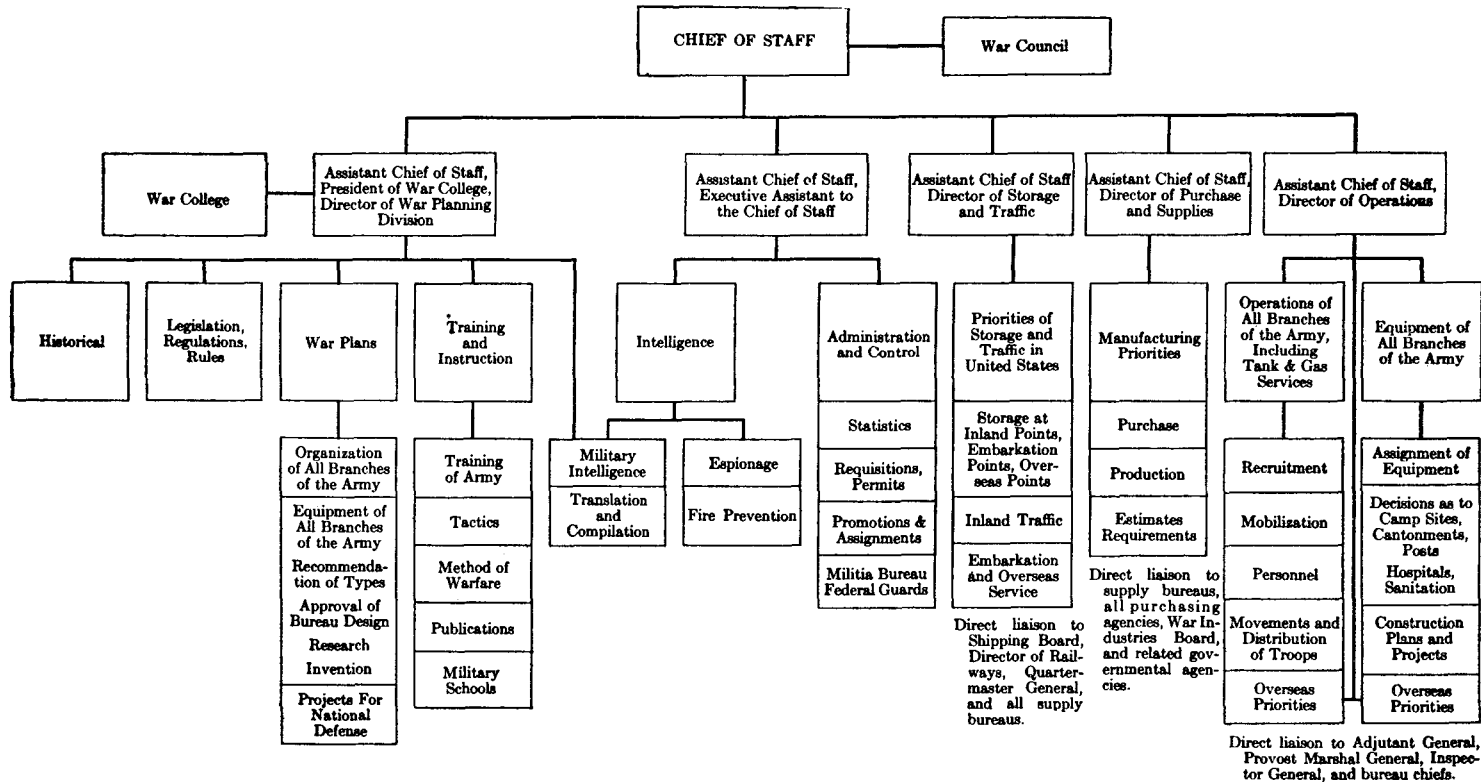 CHIEF OF STAFF
War Council
War College
Assistant Chief of Staff,
President of War College,
Director of War Planning
Division
Assistant Chief of Staff,
Executive Assistant to
the Chief of Staff
Assistant Chief of Staff
Director of Storage
and Traffic
Assistant Chief of Staff,
Director of Purchase
and Supplies
Assistant Chief of Staff,
Director of Operations
Historical
Legislation,
Regulations,
Rules
War Plans
Training
and
Instruction
Intelligence
Administration
and Control
Priorities of
Storage and
Traffic in
United States
Manufacturing
Priorities
Operations of
All Branches
of the Army,
Including
Tank & Gas
Services
Equipment of
All Branches
of the Army
Organization
of All Branches
of the Army
Equipment of
All Branches
of the Army
Recommenda-
tion of Types
Approval of
Bureau Design
Research
Invention
Projects For
National
Defense
Training
of Army
Tactics
Method of
Warfare
Publications
Military
Schools
Military
Intelligence
Translation
and
Compilation
Espionage
Fire Prevention
Statistics
Requisitions,
Permits
Promotions &
Assignments
Militia Bureau
Federal Guards
Storage at
Inland Points,
Embarkation
Points, Over-
seas Points
Inland Traffic
Embarkation
and Overseas
Service
Direct liaison to
Shipping Board,
Director of Rail-
ways, Quarter-
master General,
and all supply
bureaus.
Purchase
Production
Estimates
Requirements
Direct liaison to
supply bureaus,
all purchasing
agencies, War In-
dustries Board,
and related gov-
ernmental agen-
cies.
Recruitment
Mobilization
Personnel
Movements and
Distribution
of Troops
Overseas
Priorities
Assignment of
Equipment
Decisions as to
Camp Sites,
Cantonments,
Posts
Hospitals,
Sanitation
Construction
Plans and
Projects
Overseas
Priorities
Direct liaison to Adjutant General,
Provost Marshal General, Inspec-
tor General, and bureau chiefs.